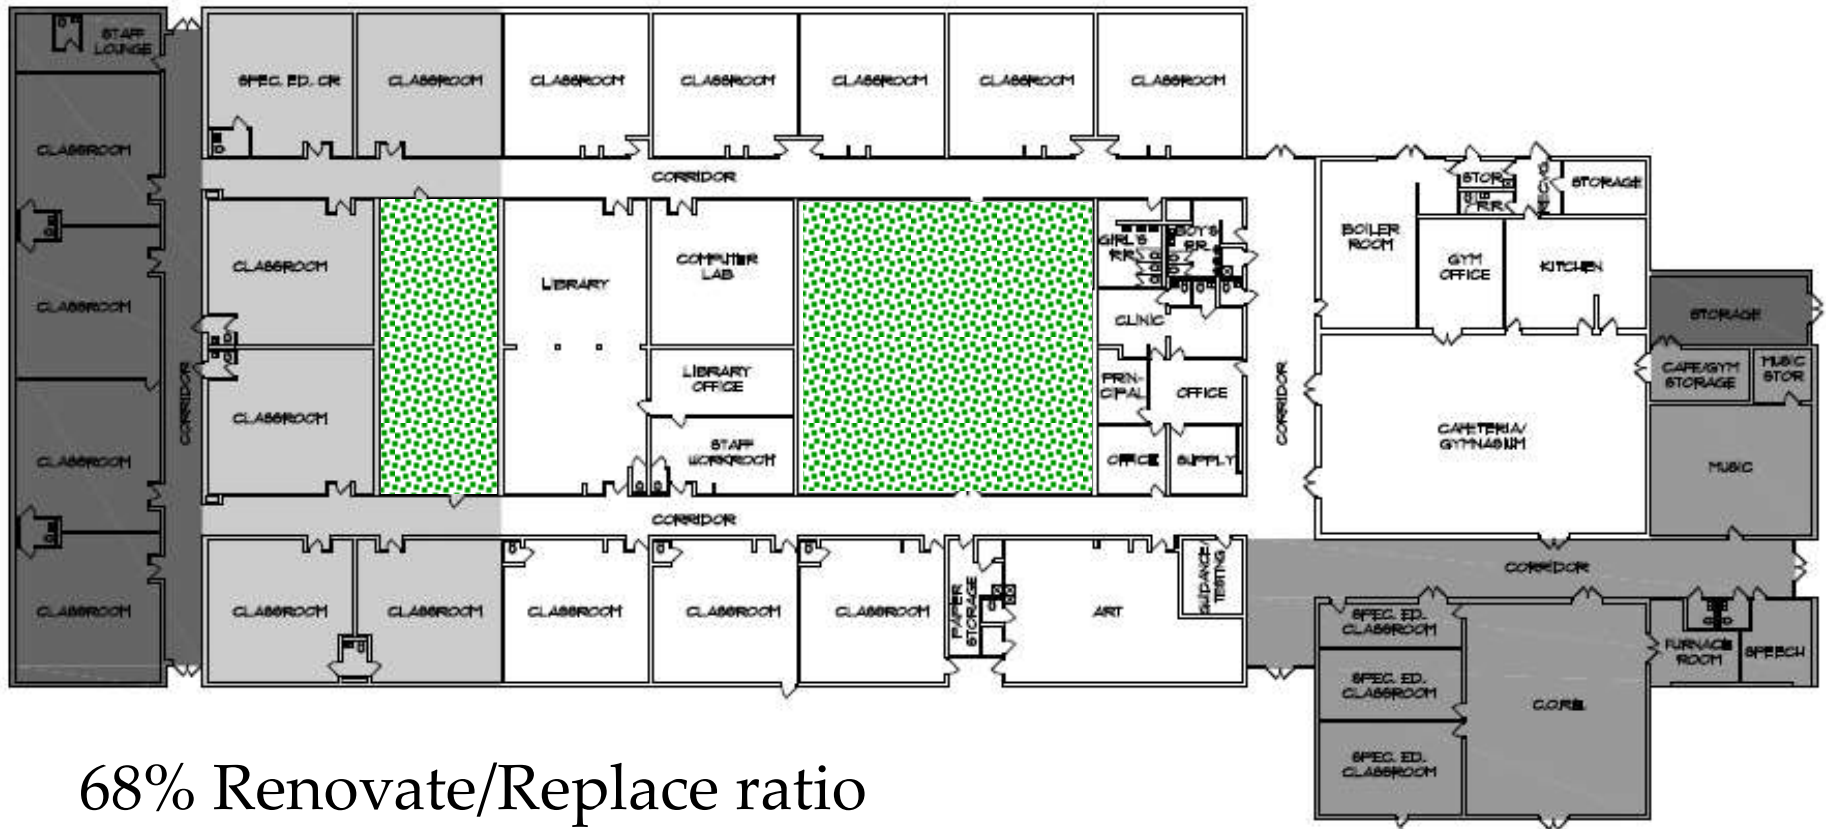 STAFF
LOUNGE
SPEC. ED. CR
CLASSROOM
CLASSROOM
CLASSROOM
CLASSROOM
CLASSROOM
CLASSROOM
CORRIDOR
CLASSROOM
CLASSROOM
CLASSROOM
CLASSROOM
CORRIDOR
CLASSROOM
CLASSROOM
LIBRARY
COMPUTER
LAB
LIBRARY
OFFICE
STAFF
WORKROOM
GIRL'S
RR
BOY'S
RR
CLINIC
PRIN-
CIPAL
OFFICE
OFFICE
SUPPLY
CORRIDOR
BOILER
ROOM
STOR
RR
REC'VG
STORAGE
GYM
OFFICE
KITCHEN
CAFETERIA/
GYMNASIUM
STORAGE
CAFE/GYM
STORAGE
MUSIC
STOR
MUSIC
CORRIDOR
CORRIDOR
CLASSROOM
CLASSROOM
CLASSROOM
CLASSROOM
CLASSROOM
PAPER
STORAGE
ART
GUIDANCE/
TESTING
SPEC. ED.
CLASSROOM
SPEC. ED.
CLASSROOM
SPEC. ED.
CLASSROOM
C.O.R.E.
FURNACE
ROOM
SPEECH
68% Renovate/Replace ratio